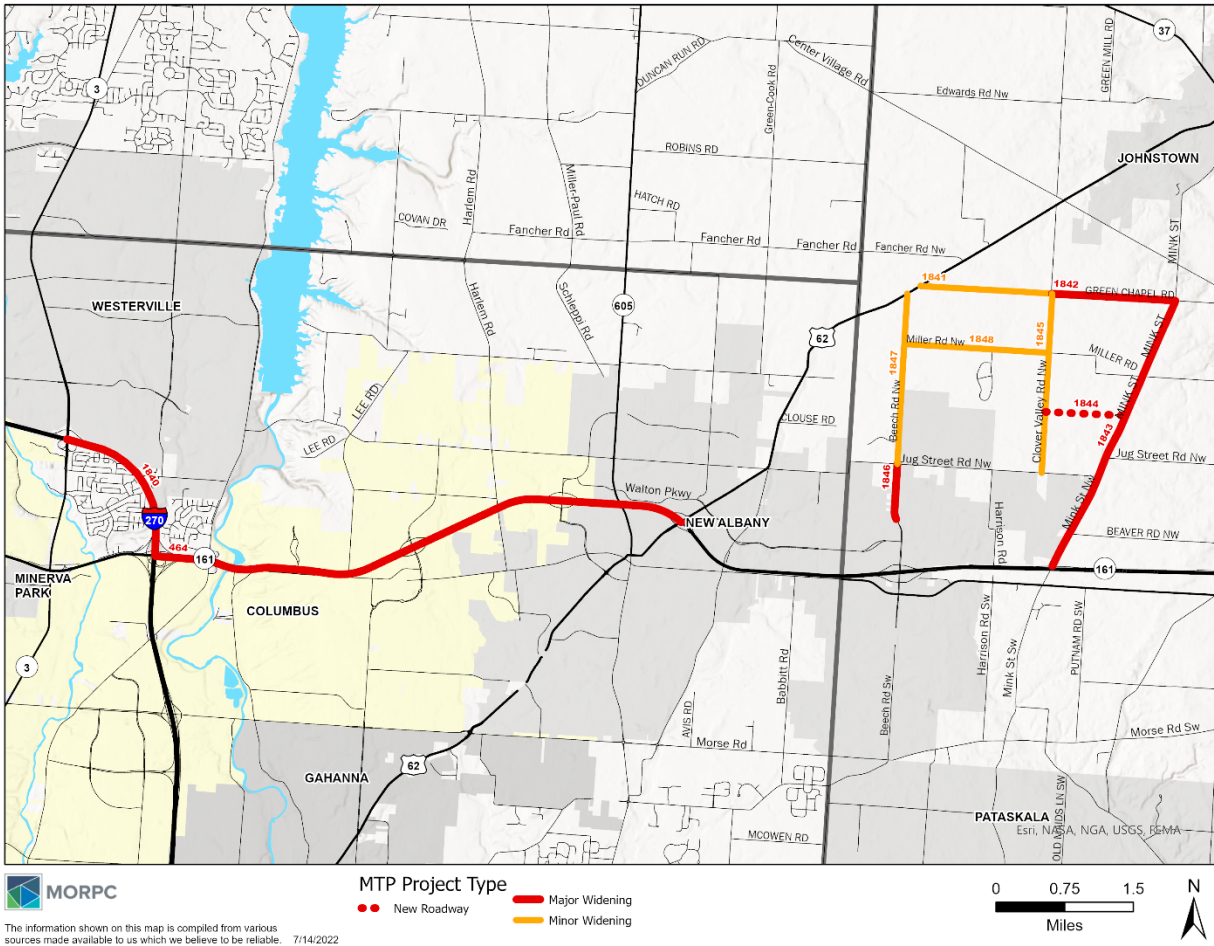 37
GREEN MILL RD
Center Village Rd
DUNCAN RUN RD
Green-Cook Rd
3
Edwards Rd Nw
ROBINS RD
JOHNSTOWN
Harlem Rd
Miller-Paul Rd
HATCH RD
COVAN DR
Fancher Rd
Fancher Rd
Fancher Rd
Fancher Rd Nw
MINK ST
1841
1842
GREEN CHAPEL RD
WESTERVILLE
605
Harlem Rd
Schleppi Rd
62
1845
MINK ST
Miller Rd Nw
1848
MILLER RD
1847
LEE RD
Beech Rd Nw
Clover Valley Rd Nw
MINK ST
1844
CLOUSE RD
1843
LEE RD
Jug Street Rd Nw
Jug Street Rd Nw
1840
1846
Walton Pkwy
270
NEW ALBANY
Mink St Nw
Harrison Rd
BEAVER RD NW
464
161
161
MINERVA
PARK
COLUMBUS
Harrison Rd Sw
Mink St Sw
PUTNAM RD SW
3
Babbitt Rd
Beech Rd Sw
AVIS RD
Morse Rd
Morse Rd Sw
62
GAHANNA
OLD MINDS LN SW
PATASKALA
Esri, NASA, NGA, USGS, FEMA
MCOWEN RD
MORPC
MTP Project Type
New Roadway
Major Widening
Minor Widening
0 0.75 1.5
Miles
N
The information shown on this map is compiled from various
sources made available to us which we believe to be reliable. 7/14/2022